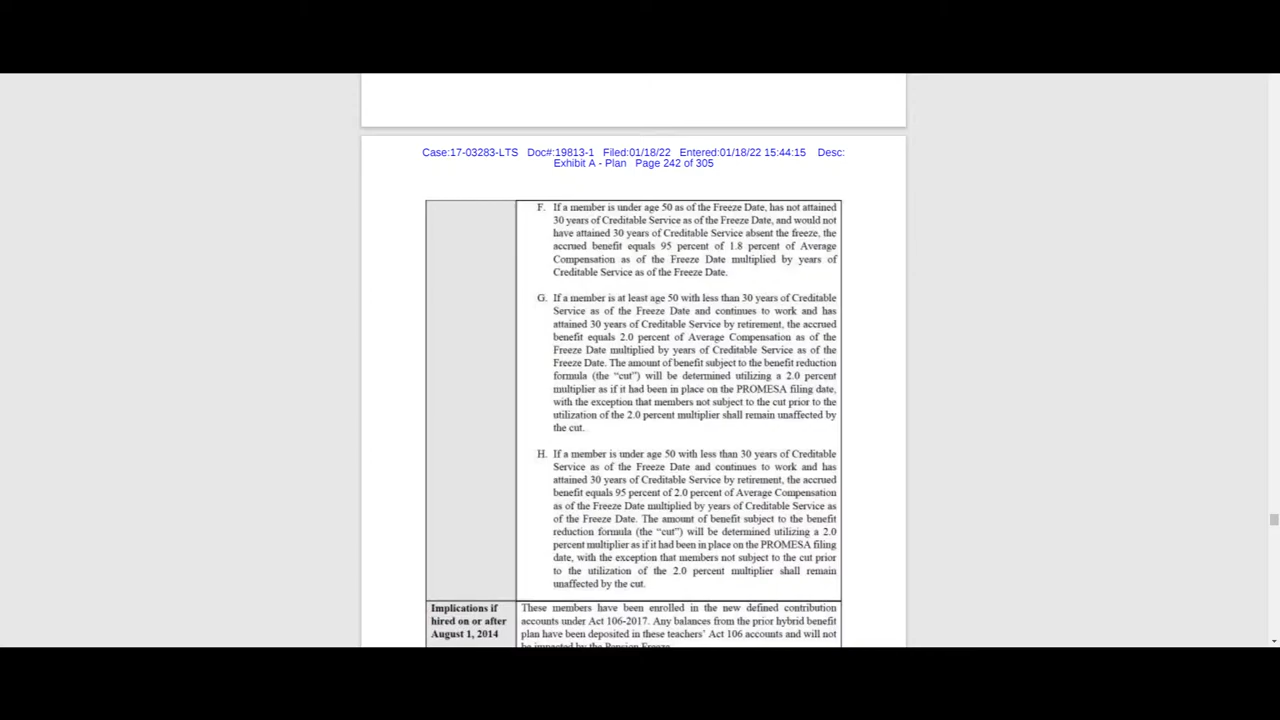 Case:17-03283-LTS Doc#:19813-1 Filed:01/18/22 Entered:01/18/22 15:44:15 Desc:
Exhibit A - Plan Page 242 of 305
F. If a member is under age 50 as of the Freeze Date, has not attained
30 years of Creditable Service as of the Freeze Date, and would not
have attained 30 years of Creditable Service absent the freeze, the
accrued benefit equals 95 percent of 1.8 percent of Average
Compensation as of the Freeze Date multiplied by years of
Creditable Service as of the Freeze Date.
G. If a member is at least age 50 with less than 30 years of Creditable
Service as of the Freeze Date and continues to work and has
attained 30 years of Creditable Service by retirement, the accrued
benefit equals 2.0 percent of Average Compensation as of the
Freeze Date multiplied by years of Creditable Service as of the
Freeze Date. The amount of benefit subject to the benefit reduction
formula (the “cut”) will be determined utilizing a 2.0 percent
multiplier as if it had been in place on the PROMESA filing date,
with the exception that members not subject to the cut prior to the
utilization of the 2.0 percent multiplier shall remain unaffected by
the cut.
H. If a member is under age 50 with less than 30 years of Creditable
Service as of the Freeze Date and continues to work and has
attained 30 years of Creditable Service by retirement, the accrued
benefit equals 95 percent of 2.0 percent of Average Compensation
as of the Freeze Date multiplied by years of Creditable Service as
of the Freeze Date. The amount of benefit subject to the benefit
reduction formula (the “cut”) will be determined utilizing a 2.0
percent multiplier as if it had been in place on the PROMESA filing
date, with the exception that members not subject to the cut prior
to the utilization of the 2.0 percent multiplier shall remain
unaffected by the cut.
Implications if
hired on or after
August 1, 2014
These members have been enrolled in the new defined contribution
accounts under Act 106-2017. Any balances from the prior hybrid benefit
plan have been deposited in these teachers’ Act 106 accounts and will not
be impacted by the Pension Freeze.